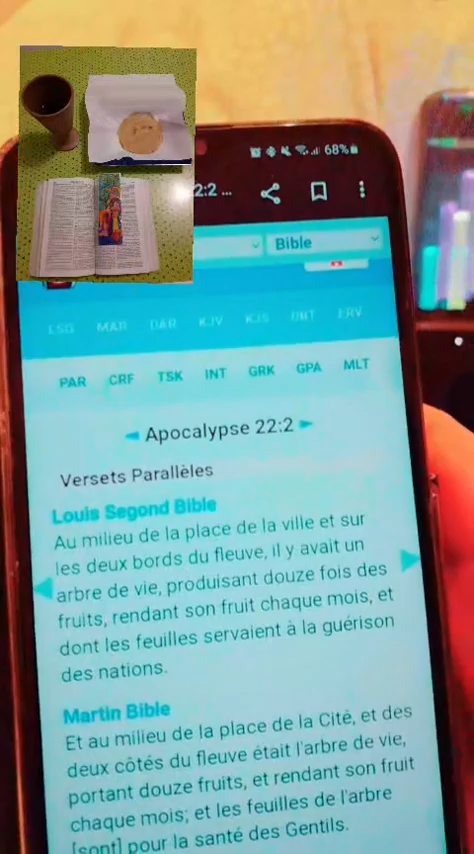 68%
2:2 ...
Bible
LSG MAR DAR KJV KJS DBT ERV
PAR CRF TSK INT GRK GPA MLT
Apocalypse 22:2
Versets Parallèles
Louis Segond Bible
Au milieu de la place de la ville et sur
les deux bords du fleuve, il y avait un
arbre de vie, produisant douze fois des
fruits, rendant son fruit chaque mois, et
dont les feuilles servaient à la guérison
des nations.
Martin Bible
Et au milieu de la place de la Cité, et des
deux côtés du fleuve était l'arbre de vie,
portant douze fruits, et rendant son fruit
chaque mois; et les feuilles de l'arbre
[sont] pour la santé des Gentils.